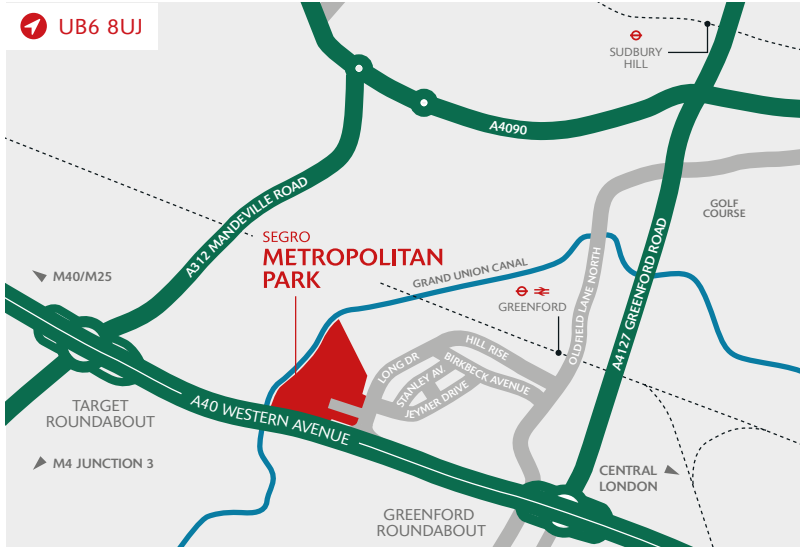 UB6 8UJ
SUDBURY
HILL
A4090
A312 MANDEVILLE ROAD
GOLF
COURSE
SEGRO
METROPOLITAN
PARK
M40/M25
GRAND UNION CANAL
GREENFORD
OLDFIELD LANE NORTH
A4127 GREENFORD ROAD
LONG DR
HILL RISE
STANLEY AV
BIRKBECK AVENUE
JEYMER DRIVE
TARGET
ROUNDABOUT
A40 WESTERN AVENUE
M4 JUNCTION 3
CENTRAL
LONDON
GREENFORD
ROUNDABOUT